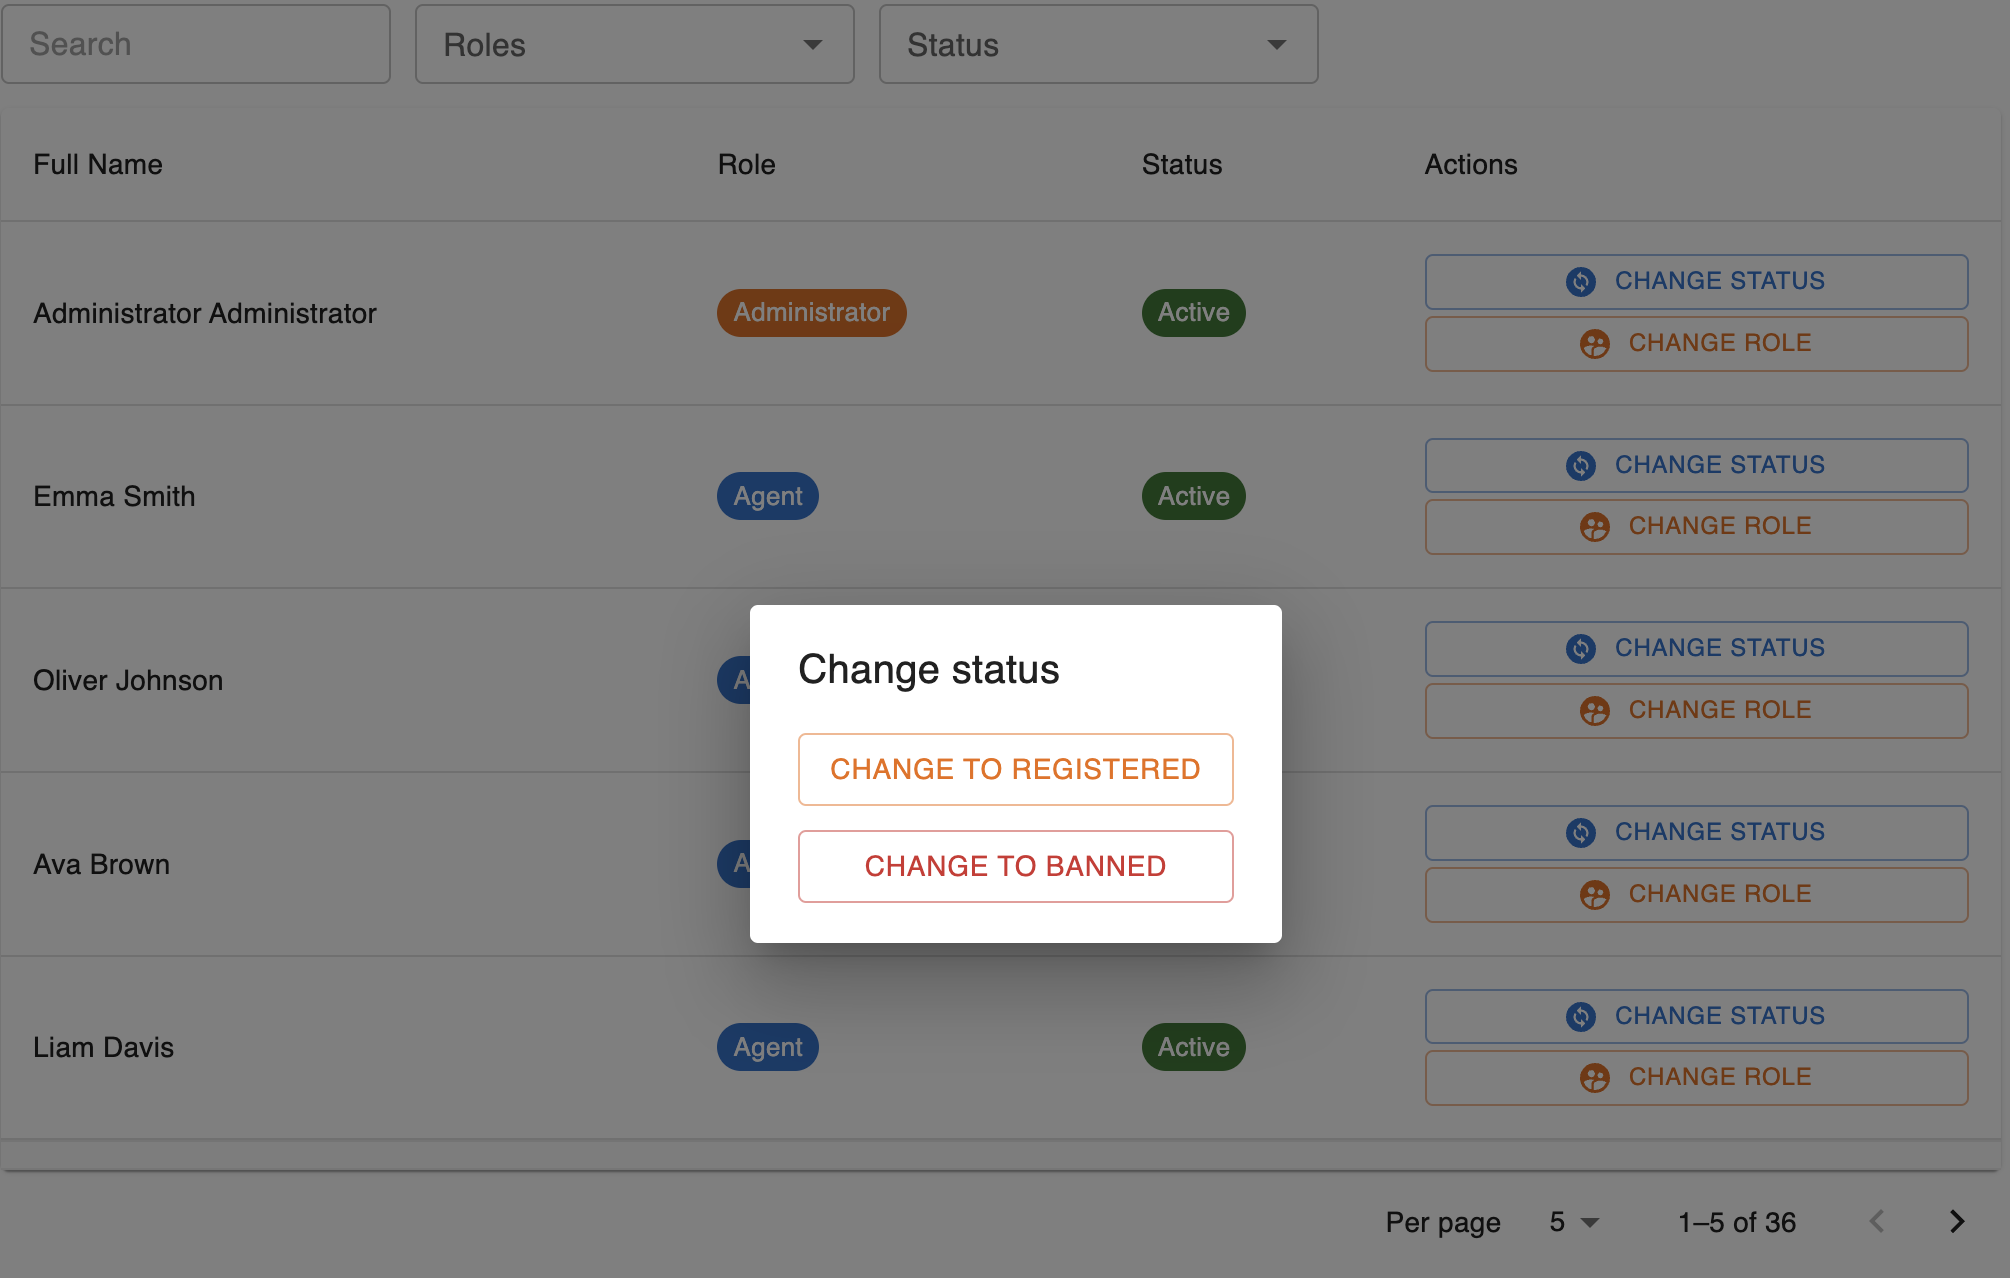 Search
Roles
Status
Full Name Role Status Actions
Administrator Administrator Administrator Active CHANGE STATUS
CHANGE ROLE
Emma Smith Agent Active CHANGE STATUS
CHANGE ROLE
Oliver Johnson A CHANGE STATUS
CHANGE ROLE
Ava Brown A CHANGE STATUS
CHANGE ROLE
Liam Davis Agent Active CHANGE STATUS
CHANGE ROLE
Change status
CHANGE TO REGISTERED
CHANGE TO BANNED
Per page 5 1–5 of 36